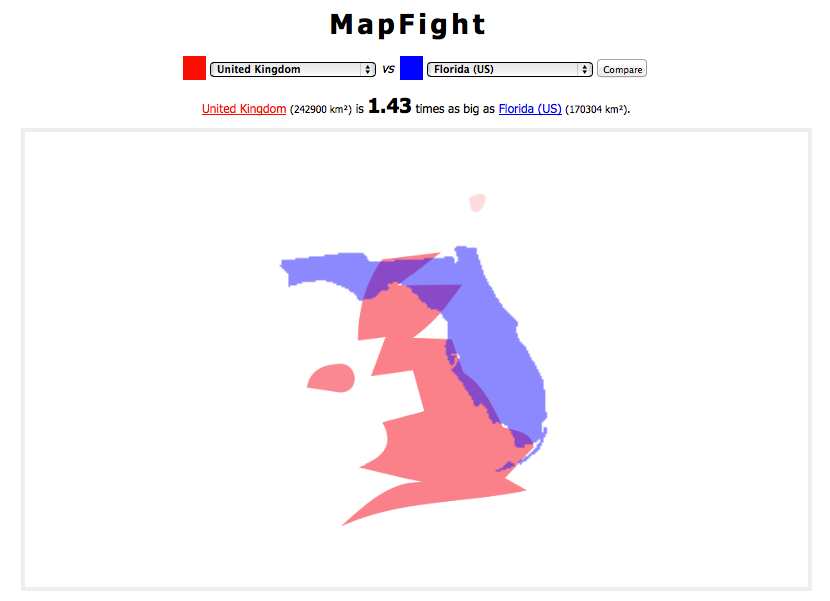 MapFight
United Kingdom vs Florida (US) Compare
United Kingdom (242900 km²) is 1.43 times as big as Florida (US) (170304 km²).